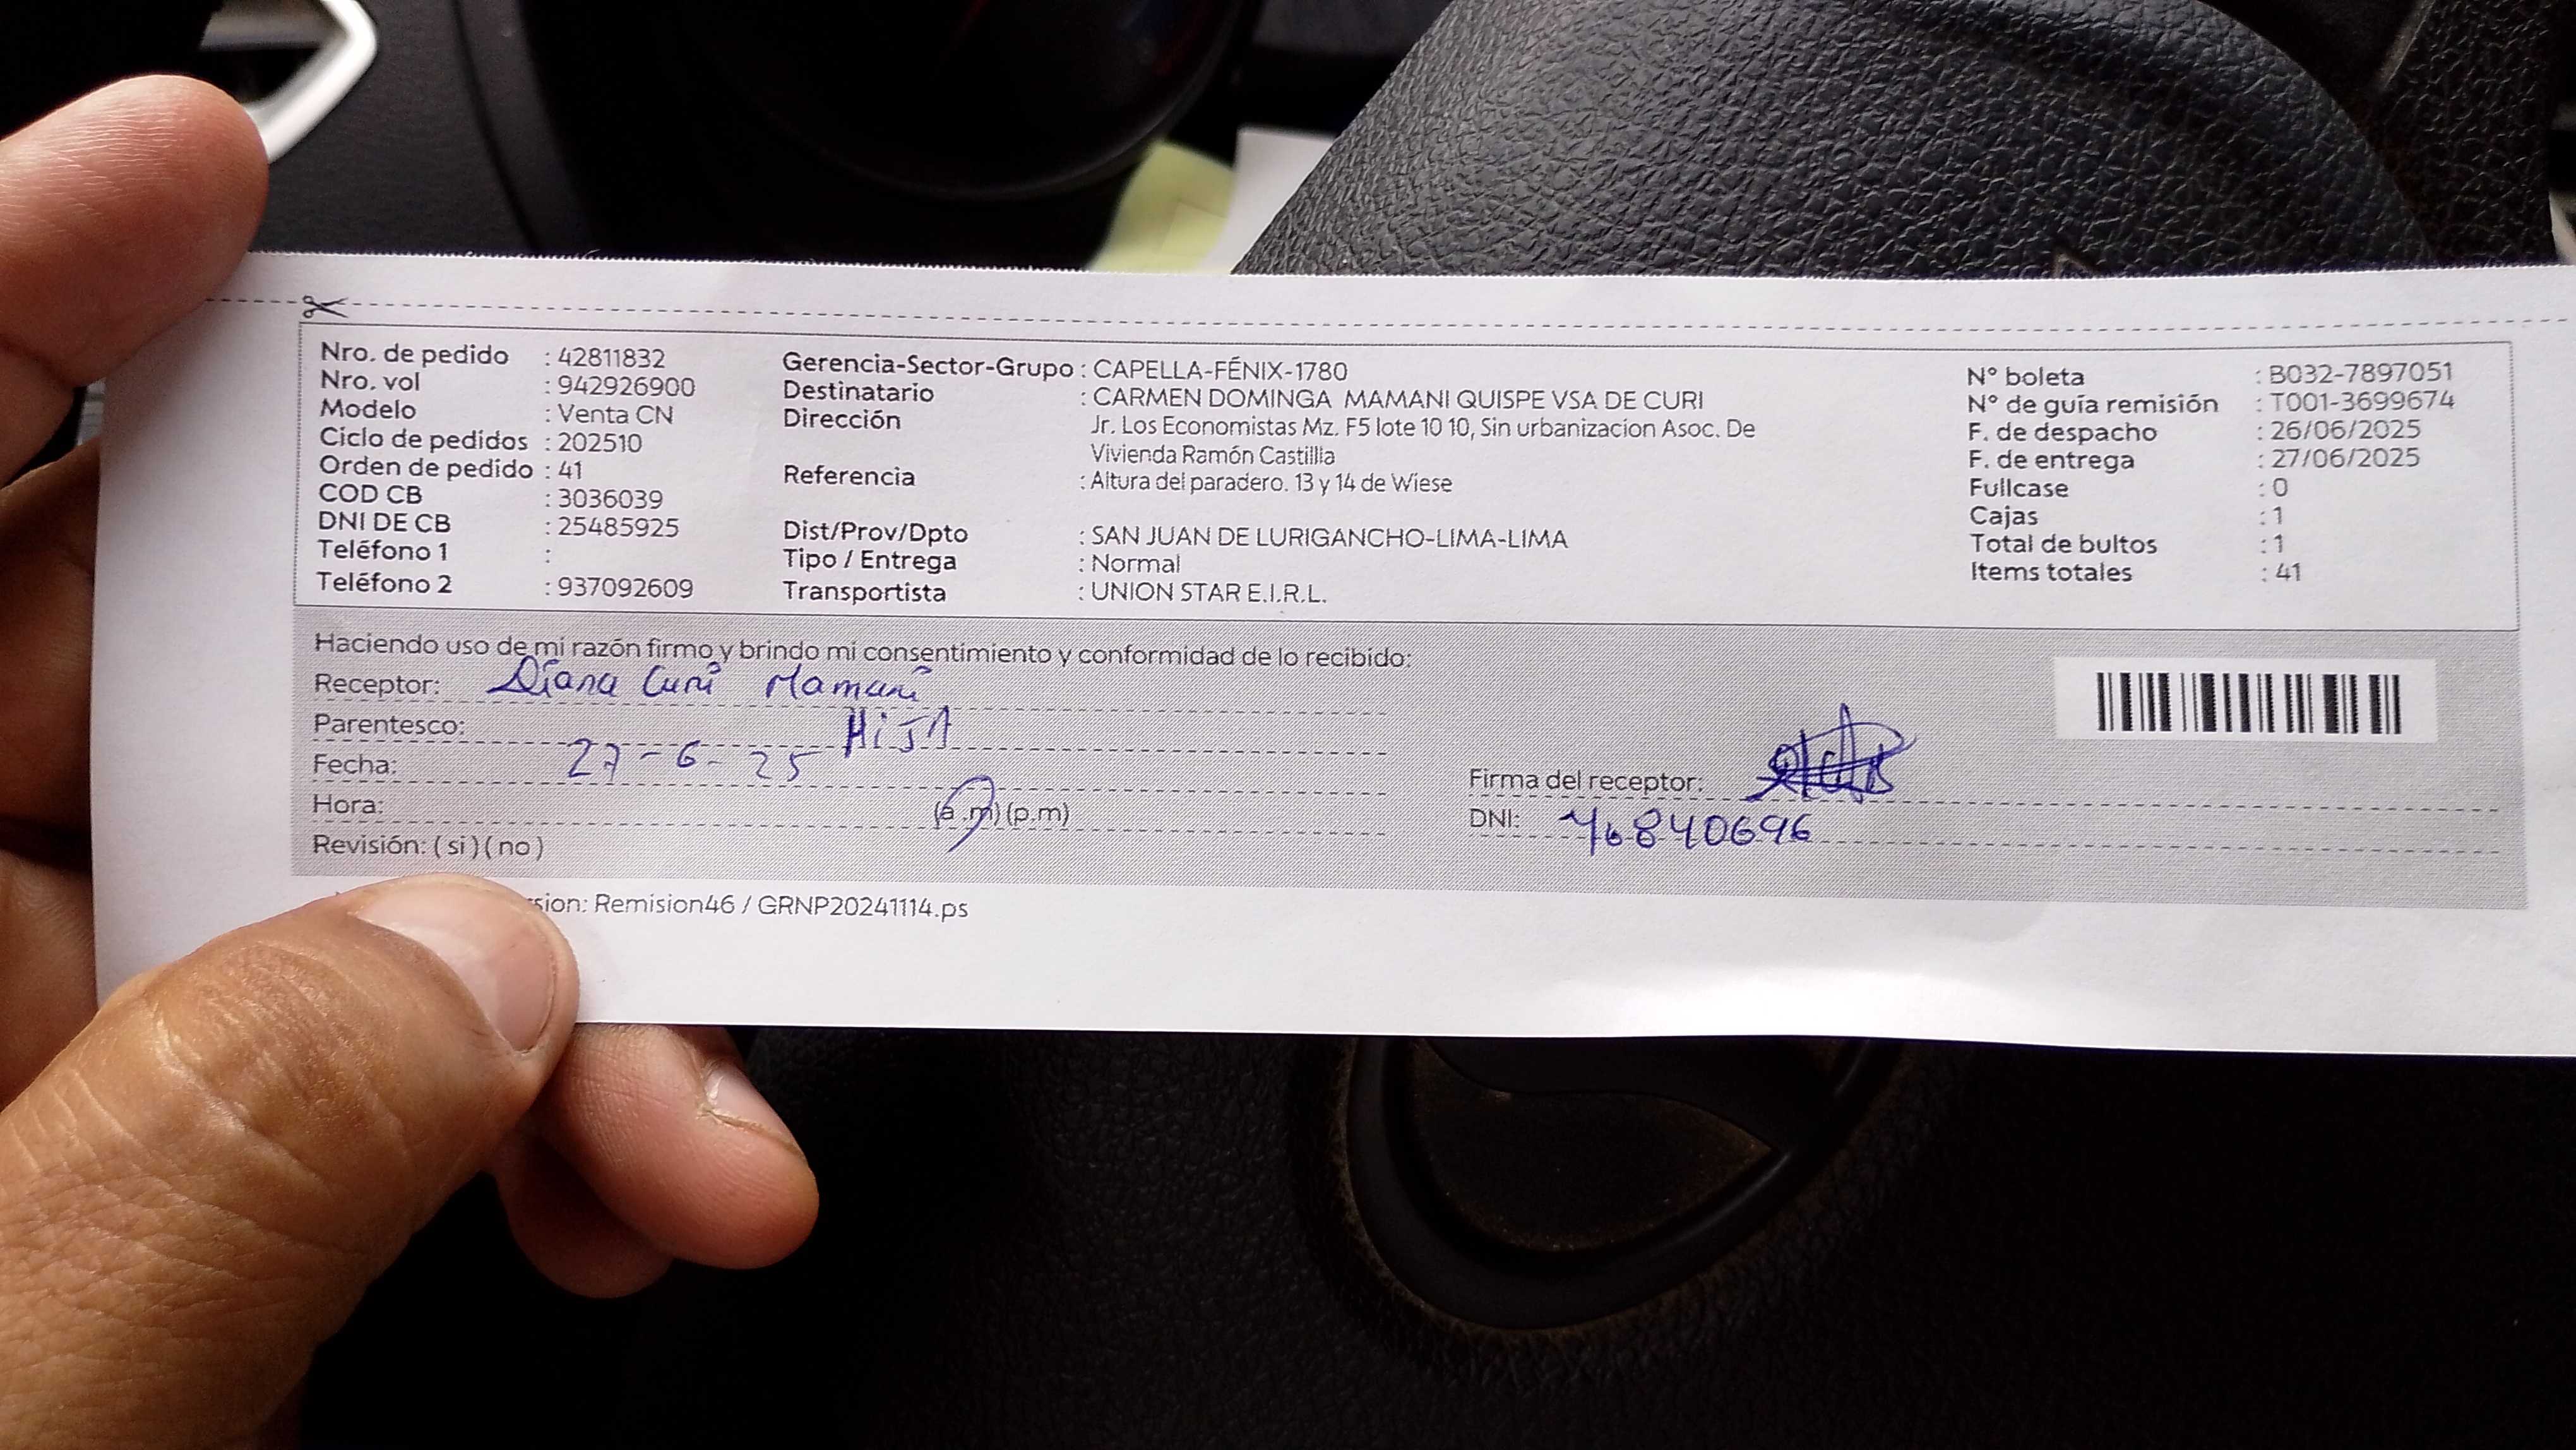 Nro. de pedido : 42811832
Nro. vol : 942926900
Modelo : Venta CN
Ciclo de pedidos : 202510
Orden de pedido : 41
COD CB : 3036039
DNI DE CB : 25485925
Teléfono 1 :
Teléfono 2 : 937092609
Gerencia-Sector-Grupo : CAPELLA-FÉNIX-1780
Destinatario : CARMEN DOMINGA MAMANI QUISPE VSA DE CURI
Dirección
Jr. Los Economistas Mz. F5 lote 10 10, Sin urbanizacion Asoc. De
Vivienda Ramón Castillla
Referencia : Altura del paradero. 13 y 14 de Wiese
Dist/Prov/Dpto : SAN JUAN DE LURIGANCHO-LIMA-LIMA
Tipo / Entrega : Normal
Transportista : UNION STAR E.I.R.L.
N° boleta : B032-7897051
N° de guía remisión : T001-3699674
F. de despacho : 26/06/2025
F. de entrega : 27/06/2025
Fullcase : 0
Cajas : 1
Total de bultos : 1
Items totales : 41
Haciendo uso de mi razón firmo y brindo mi consentimiento y conformidad de lo recibido:
Receptor: Diana Curi Mamani
Parentesco: HiJA
Fecha: 27-6-25
Hora: (a.m) (p.m)
Revisión: ( si ) ( no )
Firma del receptor:
DNI: 46840696
sion: Remision46 / GRNP20241114.ps